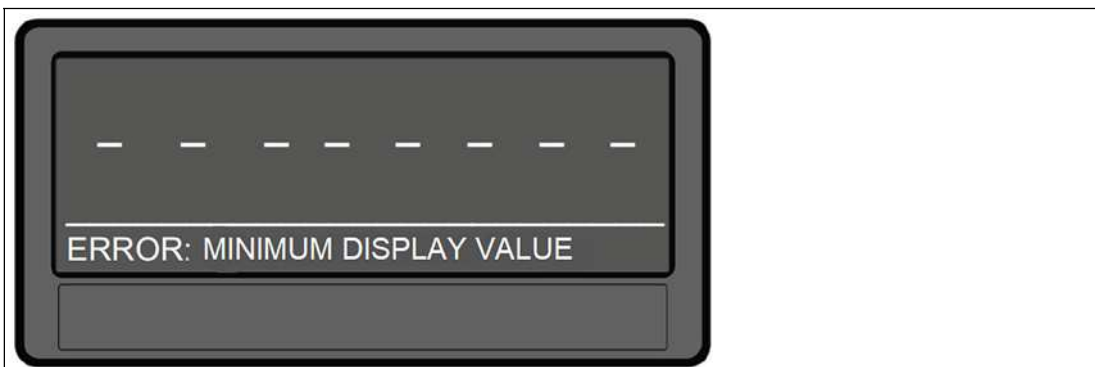 – – – – – – – –
ERROR: MINIMUM DISPLAY VALUE